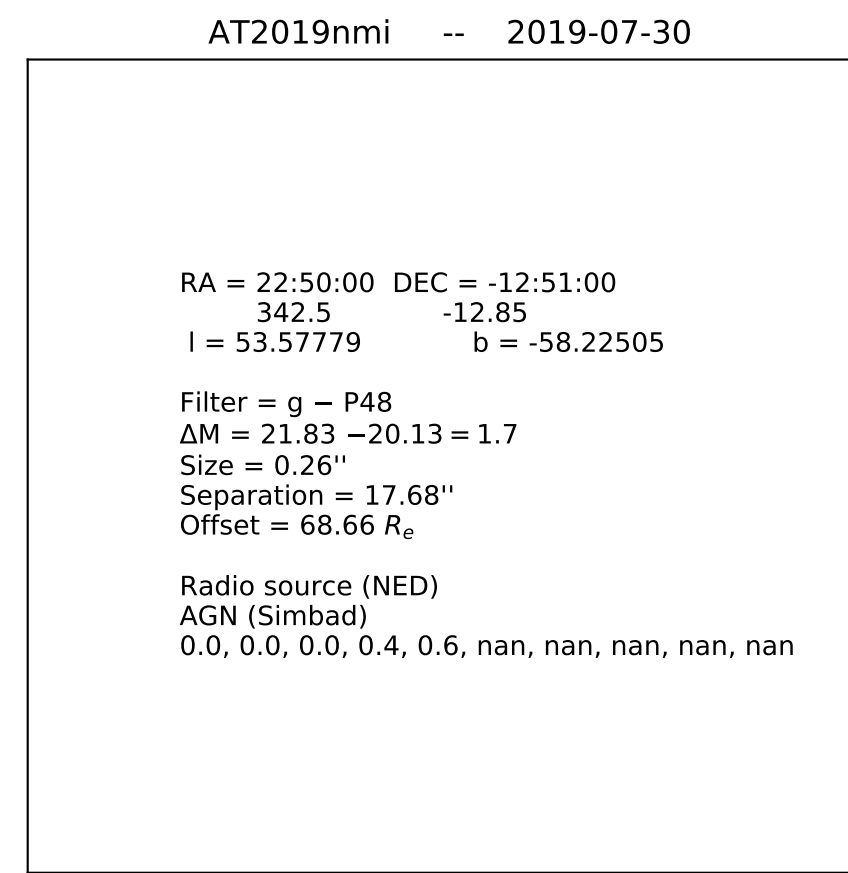 AT2019nmi -- 2019-07-30
RA = 22:50:00 DEC = -12:51:00
342.5 -12.85
l = 53.57779 b = -58.22505
Filter = g − P48
ΔM = 21.83 −20.13 = 1.7
Size = 0.26''
Separation = 17.68''
Offset = 68.66 Re
Radio source (NED)
AGN (Simbad)
0.0, 0.0, 0.0, 0.4, 0.6, nan, nan, nan, nan, nan